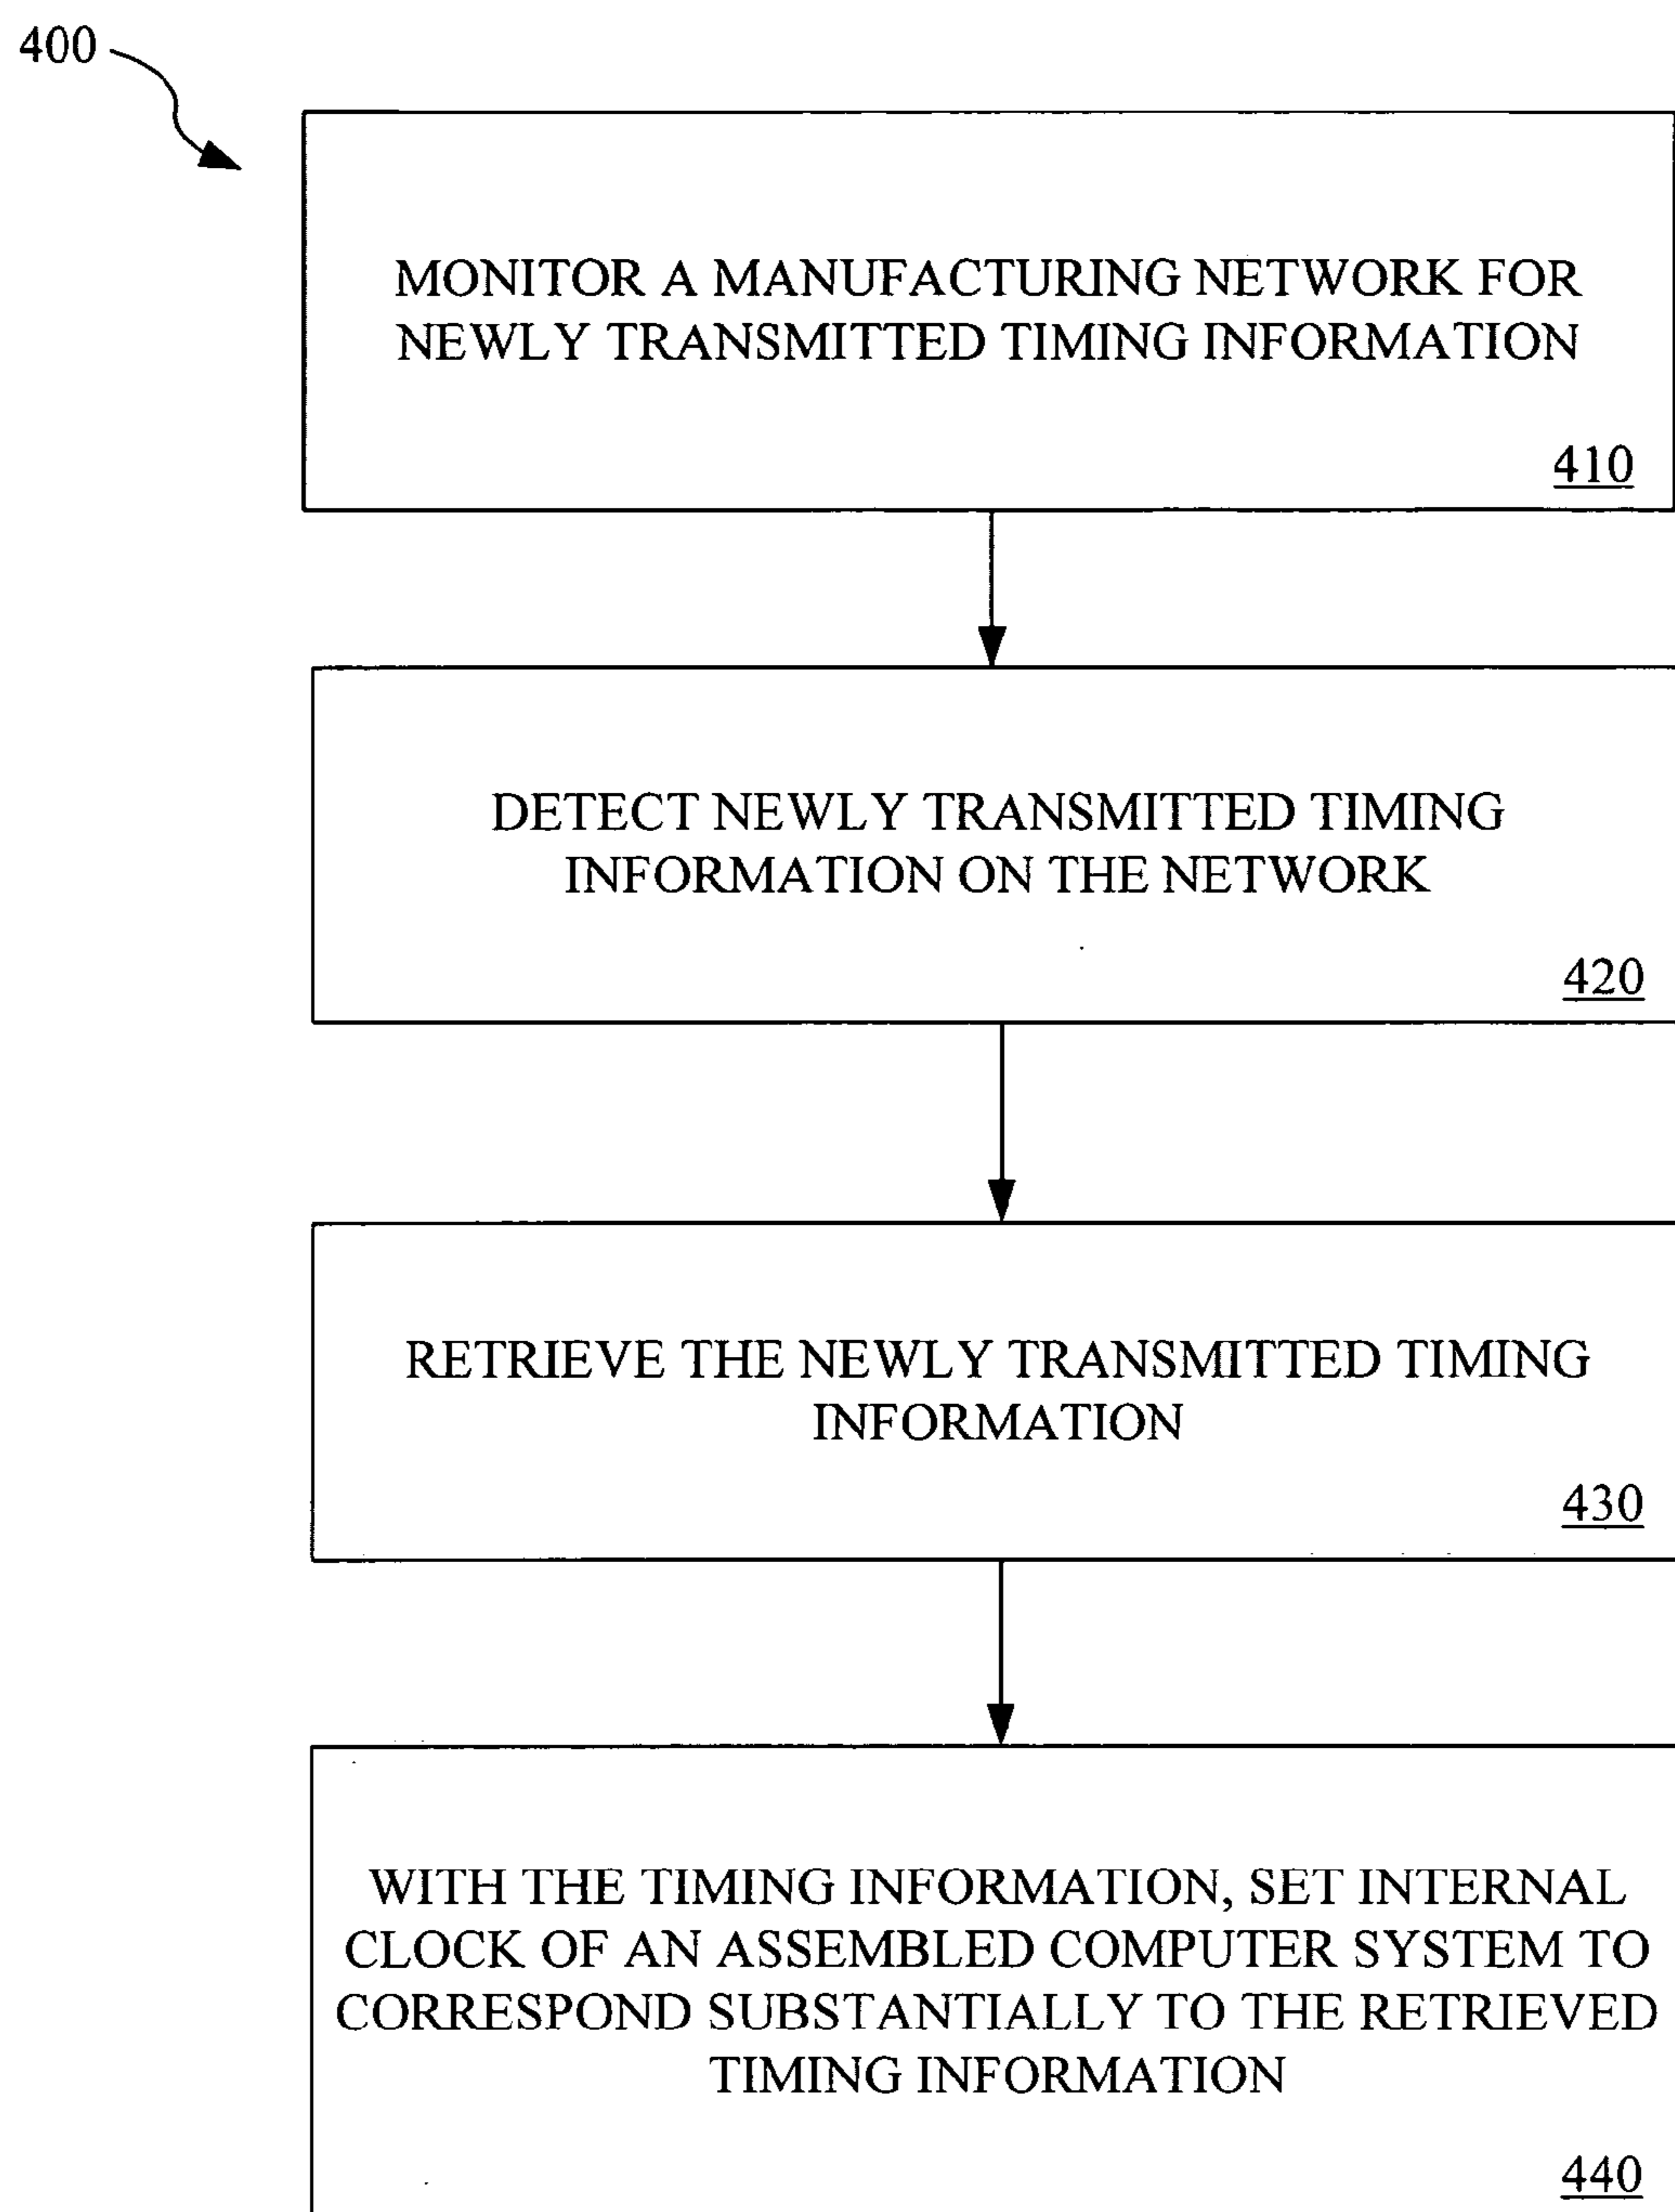 400
MONITOR A MANUFACTURING NETWORK FOR
NEWLY TRANSMITTED TIMING INFORMATION
410
DETECT NEWLY TRANSMITTED TIMING
INFORMATION ON THE NETWORK
420
RETRIEVE THE NEWLY TRANSMITTED TIMING
INFORMATION
430
WITH THE TIMING INFORMATION, SET INTERNAL
CLOCK OF AN ASSEMBLED COMPUTER SYSTEM TO
CORRESPOND SUBSTANTIALLY TO THE RETRIEVED
TIMING INFORMATION
440